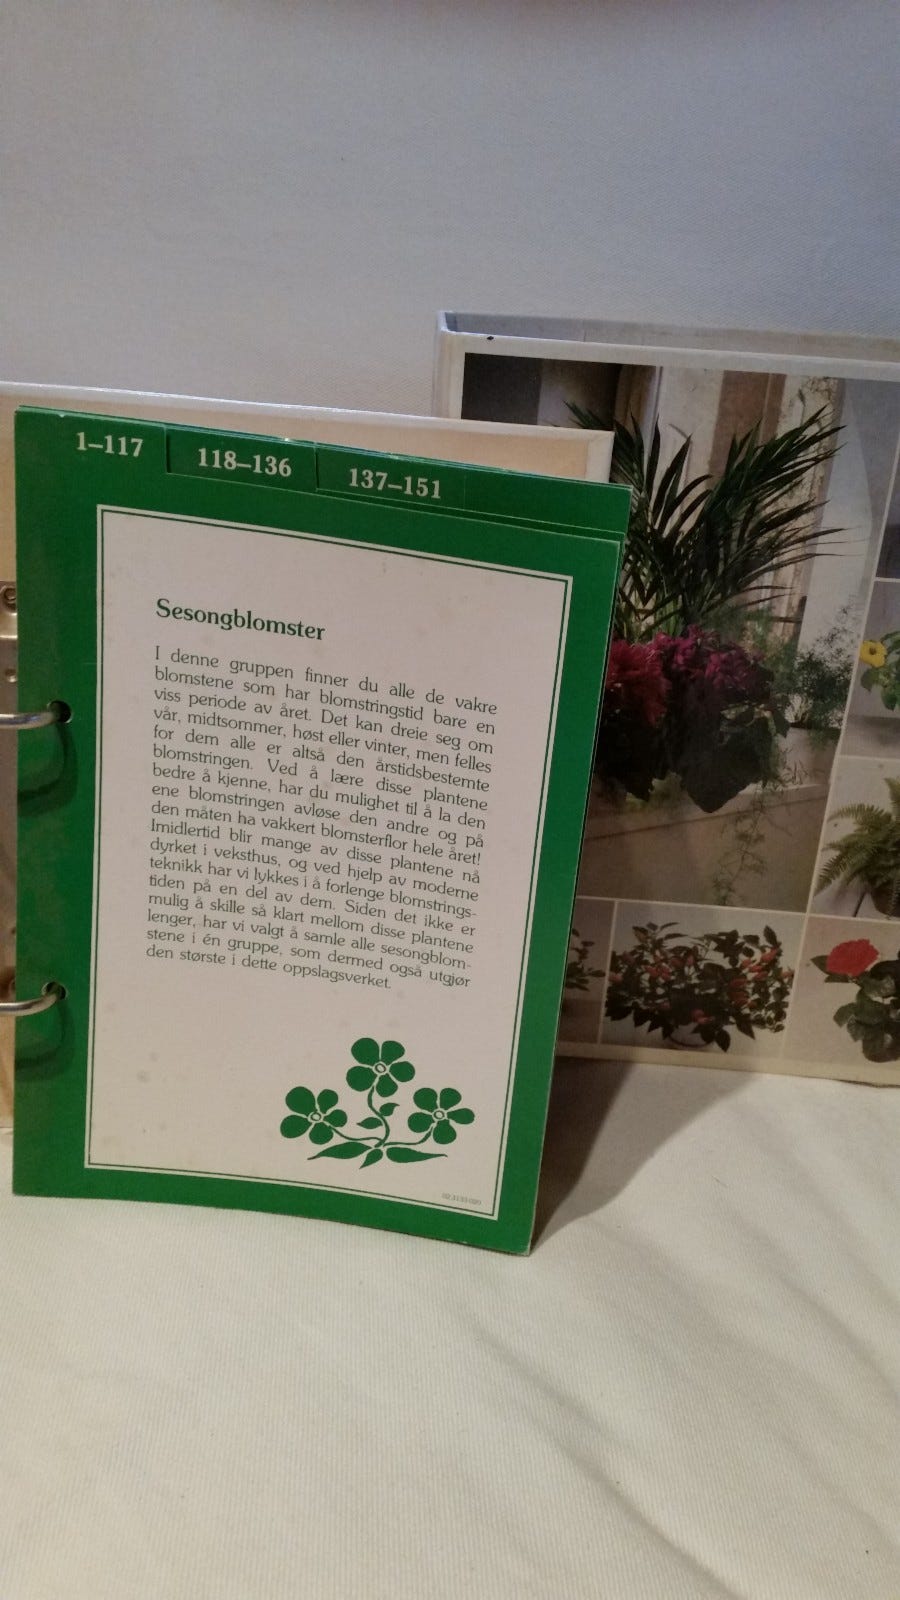 1–117
118–136
137–151
Sesongblomster
I denne gruppen finner du alle de vakre
blomstene som har blomstringstid bare en
viss periode av året. Det kan dreie seg om
vår, midtsommer, høst eller vinter, men felles
for dem alle er altså den årstidsbestemte
blomstringen. Ved å lære disse plantene
bedre å kjenne, har du mulighet til å la den
ene blomstringen avløse den andre og på
den måten ha vakkert blomsterflor hele året!
Imidlertid blir mange av disse plantene nå
dyrket i veksthus, og ved hjelp av moderne
teknikk har vi lykkes i å forlenge blomstrings-
tiden på en del av dem. Siden det ikke er
mulig å skille så klart mellom disse plantene
lenger, har vi valgt å samle alle sesongblom-
stene i én gruppe, som dermed også utgjør
den største i dette oppslagsverket.